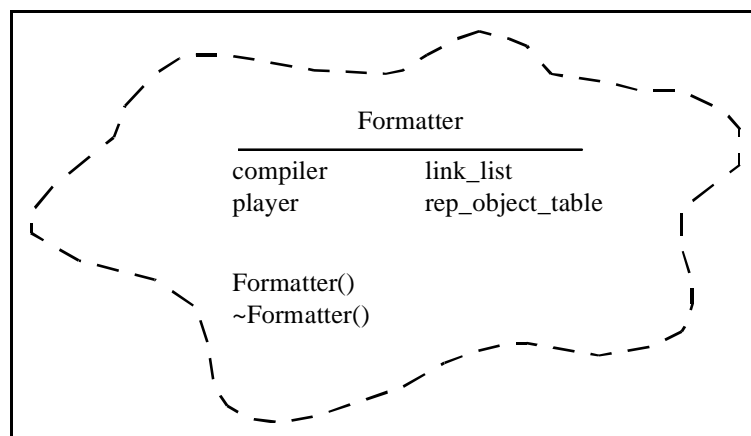 Formatter
compiler link_list
player rep_object_table
Formatter()
~Formatter()